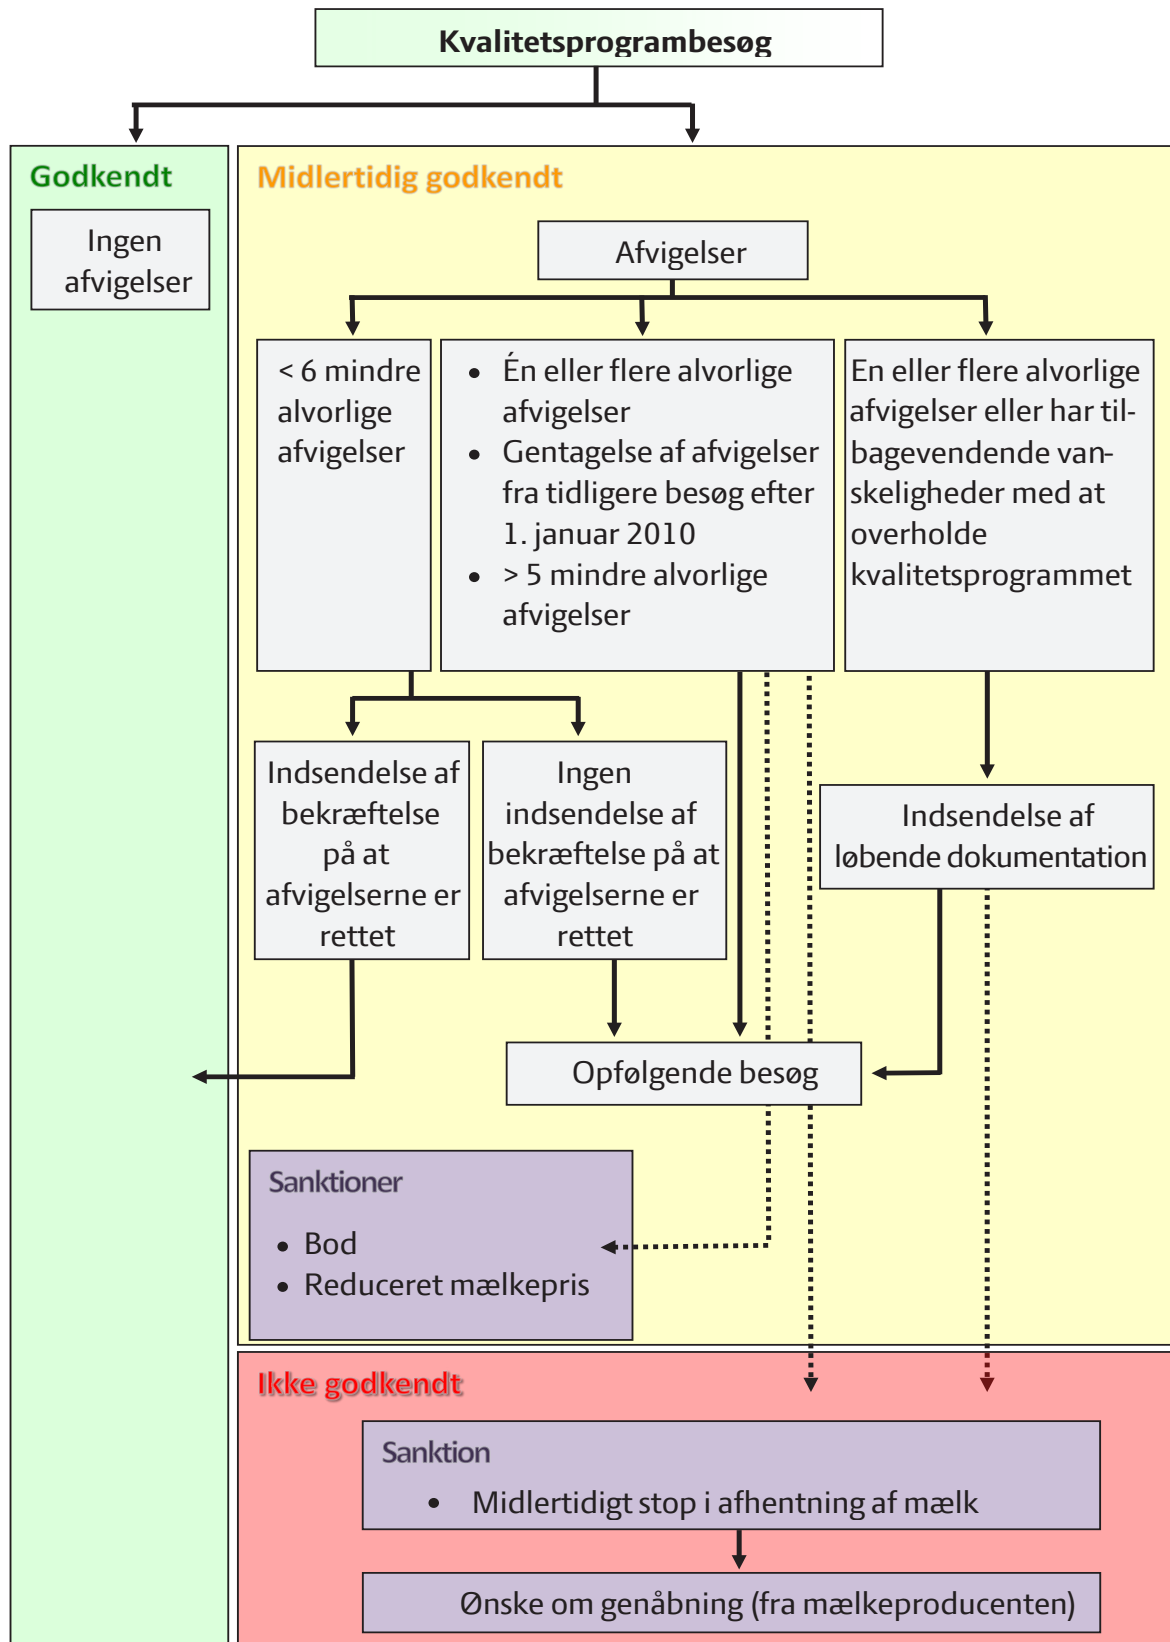 Kvalitetsprogrambesøg
Godkendt
Ingen
afvigelser
Midlertidig godkendt
Afvigelser
< 6 mindre
alvorlige
afvigelser
• Én eller flere alvorlige
afvigelser
• Gentagelse af afvigelser
fra tidligere besøg efter
1. januar 2010
• > 5 mindre alvorlige
afvigelser
En eller flere alvorlige
afvigelser eller har til-
bagevendende van-
skeligheder med at
overholde
kvalitetsprogrammet
Indsendelse af
bekræftelse
på at
afvigelserne er
rettet
Ingen
indsendelse af
bekræftelse på at
afvigelserne er
rettet
Indsendelse af
løbende dokumentation
Opfølgende besøg
Sanktioner
• Bod
• Reduceret mælkepris
Ikke godkendt
Sanktion
• Midlertidigt stop i afhentning af mælk
Ønske om genåbning (fra mælkeproducenten)